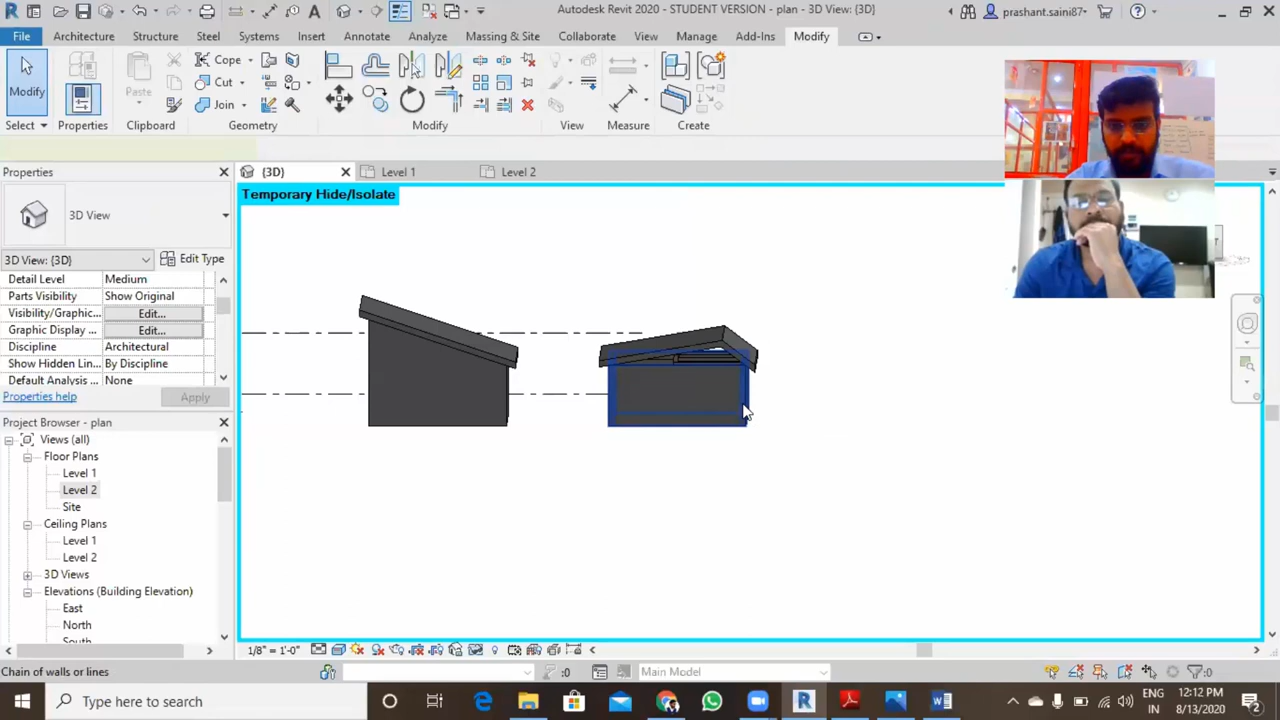 Autodesk Revit 2020 - STUDENT VERSION - plan - 3D View: {3D}
prashant.saini87
File
Architecture
Structure
Steel
Systems
Insert
Annotate
Analyze
Massing & Site
Collaborate
View
Manage
Add-Ins
Modify
Modify
Paste
Cope
Cut
Join
Select
Properties
Clipboard
Geometry
Modify
View
Measure
Create
Properties
{3D}
Level 1
Level 2
Temporary Hide/Isolate
3D View
3D View: {3D}
Edit Type
Detail Level Medium
Parts Visibility Show Original
Visibility/Graphic... Edit...
Graphic Display ... Edit...
Discipline Architectural
Show Hidden Lin... By Discipline
Default Analysis ... None
Properties help
Apply
Project Browser - plan
Views (all)
Floor Plans
Level 1
Level 2
Site
Ceiling Plans
Level 1
Level 2
3D Views
Elevations (Building Elevation)
East
North
South
1/8" = 1'-0"
Chain of walls or lines
:0
Main Model
:0
Type here to search
ENG
IN
12:12 PM
8/13/2020
2